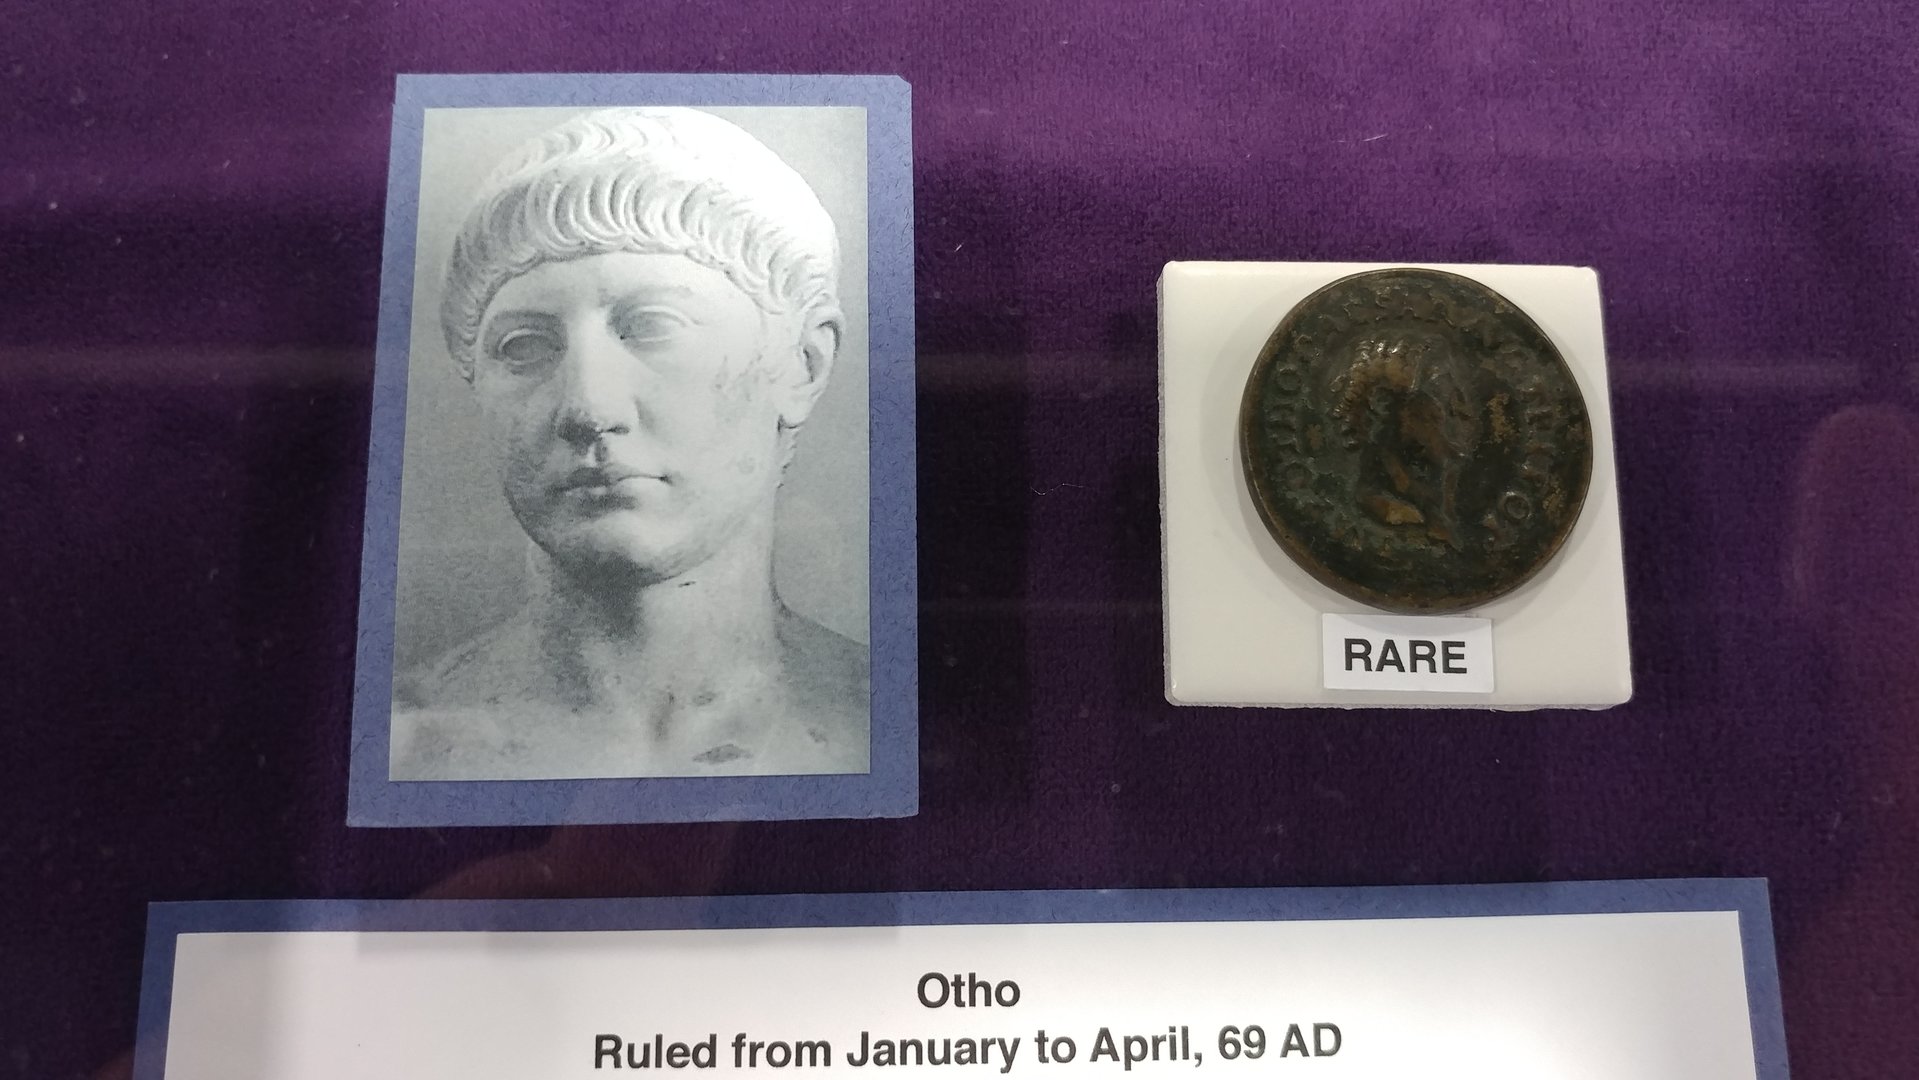 RARE
Otho
Ruled from January to April, 69 AD